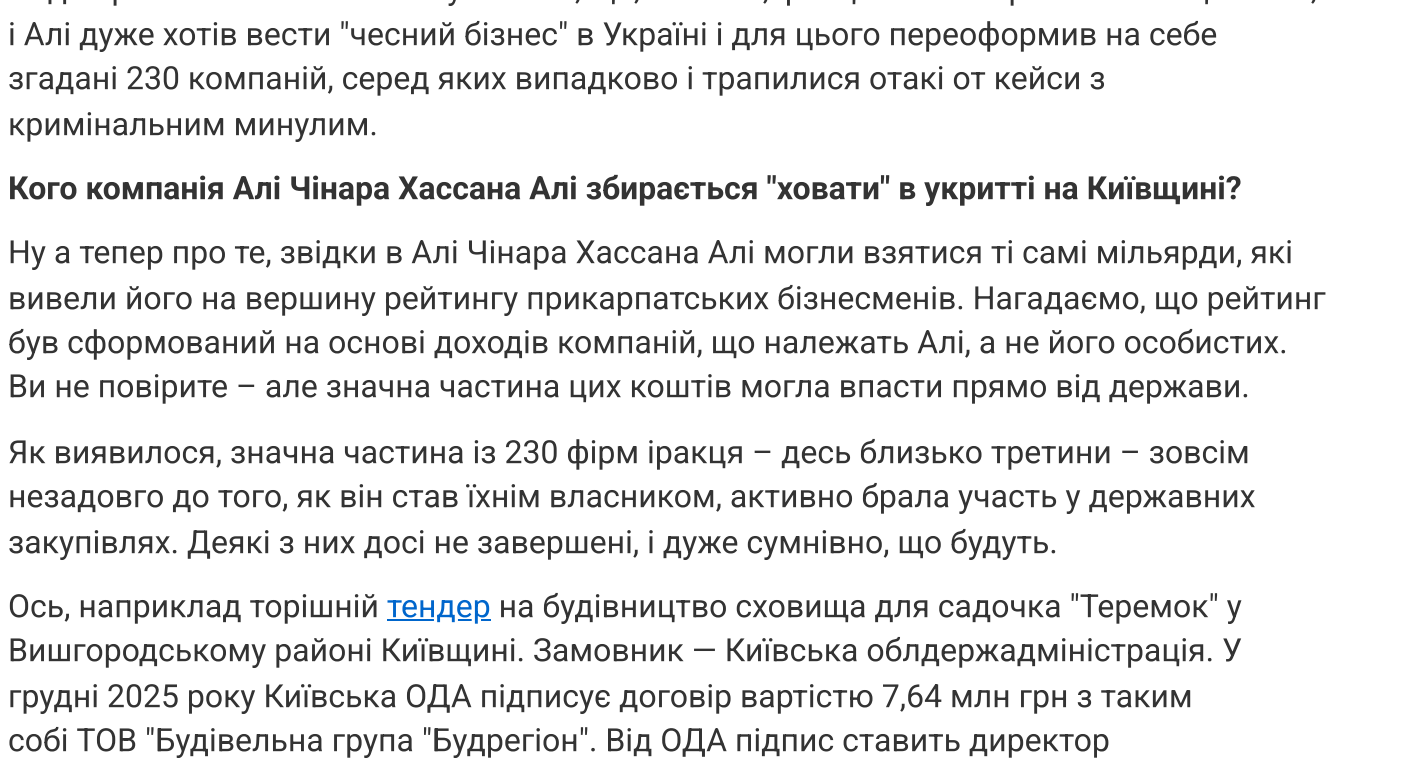 і Алі дуже хотів вести "чесний бізнес" в Україні і для цього переоформив на себе
згадані 230 компаній, серед яких випадково і трапилися отакі от кейси з
кримінальним минулим.
Кого компанія Алі Чінара Хассана Алі збирається "ховати" в укритті на Київщині?
Ну а тепер про те, звідки в Алі Чінара Хассана Алі могли взятися ті самі мільярди, які
вивели його на вершину рейтингу прикарпатських бізнесменів. Нагадаємо, що рейтинг
був сформований на основі доходів компаній, що належать Алі, а не його особистих.
Ви не повірите – але значна частина цих коштів могла впасти прямо від держави.
Як виявилося, значна частина із 230 фірм іракця – десь близько третини – зовсім
незадовго до того, як він став їхнім власником, активно брала участь у державних
закупівлях. Деякі з них досі не завершені, і дуже сумнівно, що будуть.
Ось, наприклад торішній тендер на будівництво сховища для садочка "Теремок" у
Вишгородському районі Київщині. Замовник — Київська облдержадміністрація. У
грудні 2025 року Київська ОДА підписує договір вартістю 7,64 млн грн з таким
собі ТОВ "Будівельна група "Будрегіон". Від ОДА підпис ставить директор